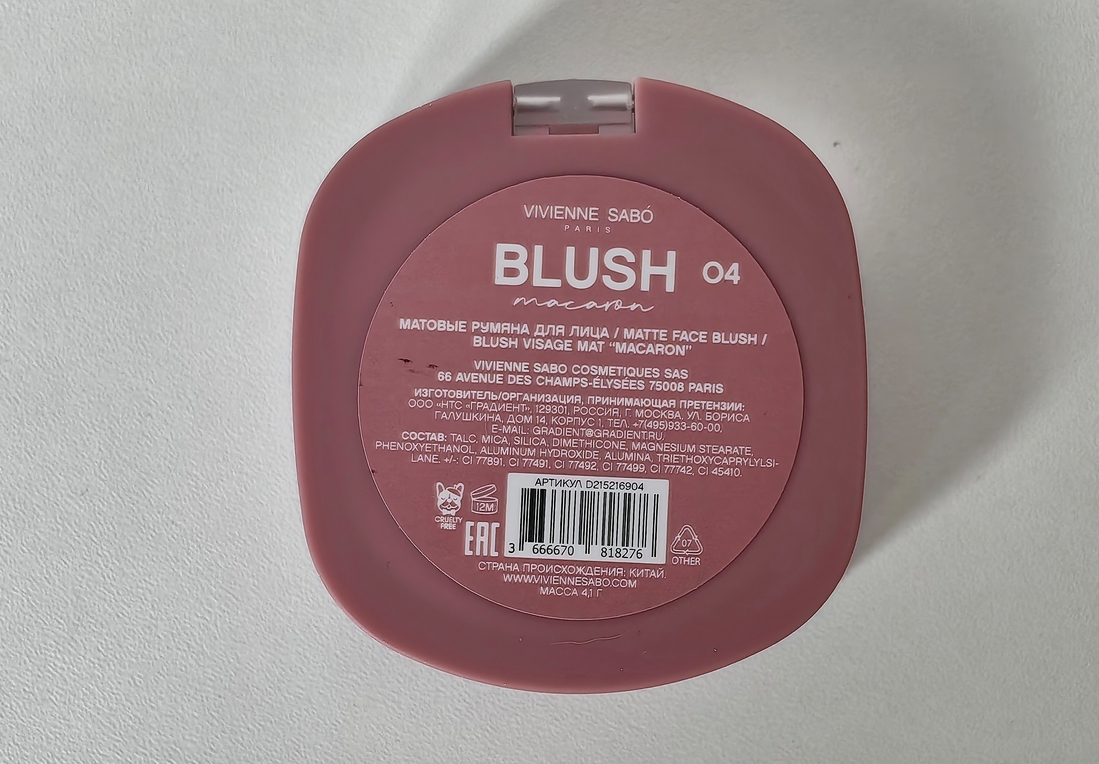 VIVIENNE SABÓ
PARIS
BLUSH 04
macaron
МАТОВЫЕ РУМЯНА ДЛЯ ЛИЦА / MATTE FACE BLUSH /
BLUSH VISAGE MAT “MACARON”
VIVIENNE SABO COSMETIQUES SAS
66 AVENUE DES CHAMPS-ÉLYSÉES 75008 PARIS
ИЗГОТОВИТЕЛЬ/ОРГАНИЗАЦИЯ, ПРИНИМАЮЩАЯ ПРЕТЕНЗИИ:
ООО «НТС «ГРАДИЕНТ», 129301, РОССИЯ, Г. МОСКВА, УЛ. БОРИСА
ГАЛУШКИНА, ДОМ 14, КОРПУС 1, ТЕЛ. +7(495)933-60-00,
E-MAIL: GRADIENT@GRADIENT.RU.
СОСТАВ: TALC, MICA, SILICA, DIMETHICONE, MAGNESIUM STEARATE,
PHENOXYETHANOL, ALUMINUM HYDROXIDE, ALUMINA, TRIETHOXYCAPRYLYLSI-
LANE. +/-: CI 77891, CI 77491, CI 77492, CI 77499, CI 77742, CI 45410.
АРТИКУЛ D215216904
CRUELTY
FREE
12M
EAC
3 666670 818276
07
OTHER
СТРАНА ПРОИСХОЖДЕНИЯ: КИТАЙ.
WWW.VIVIENNESABO.COM
МАССА 4,1 Г